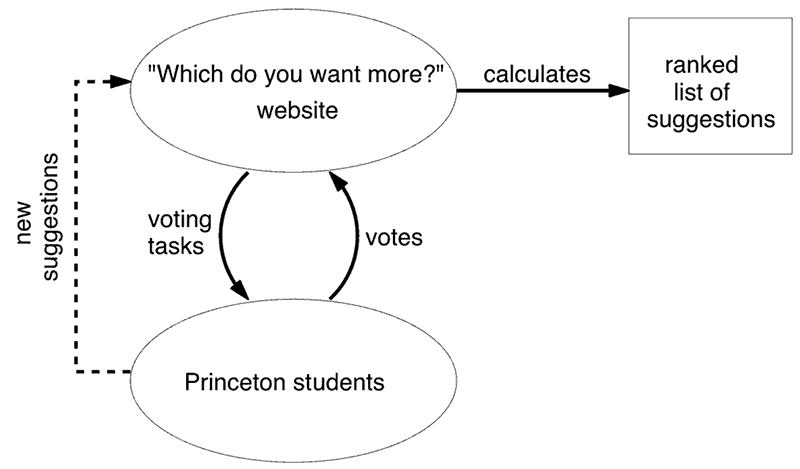 "Which do you want more?"
website
calculates
ranked
list of
suggestions
new
suggestions
voting
tasks
votes
Princeton students